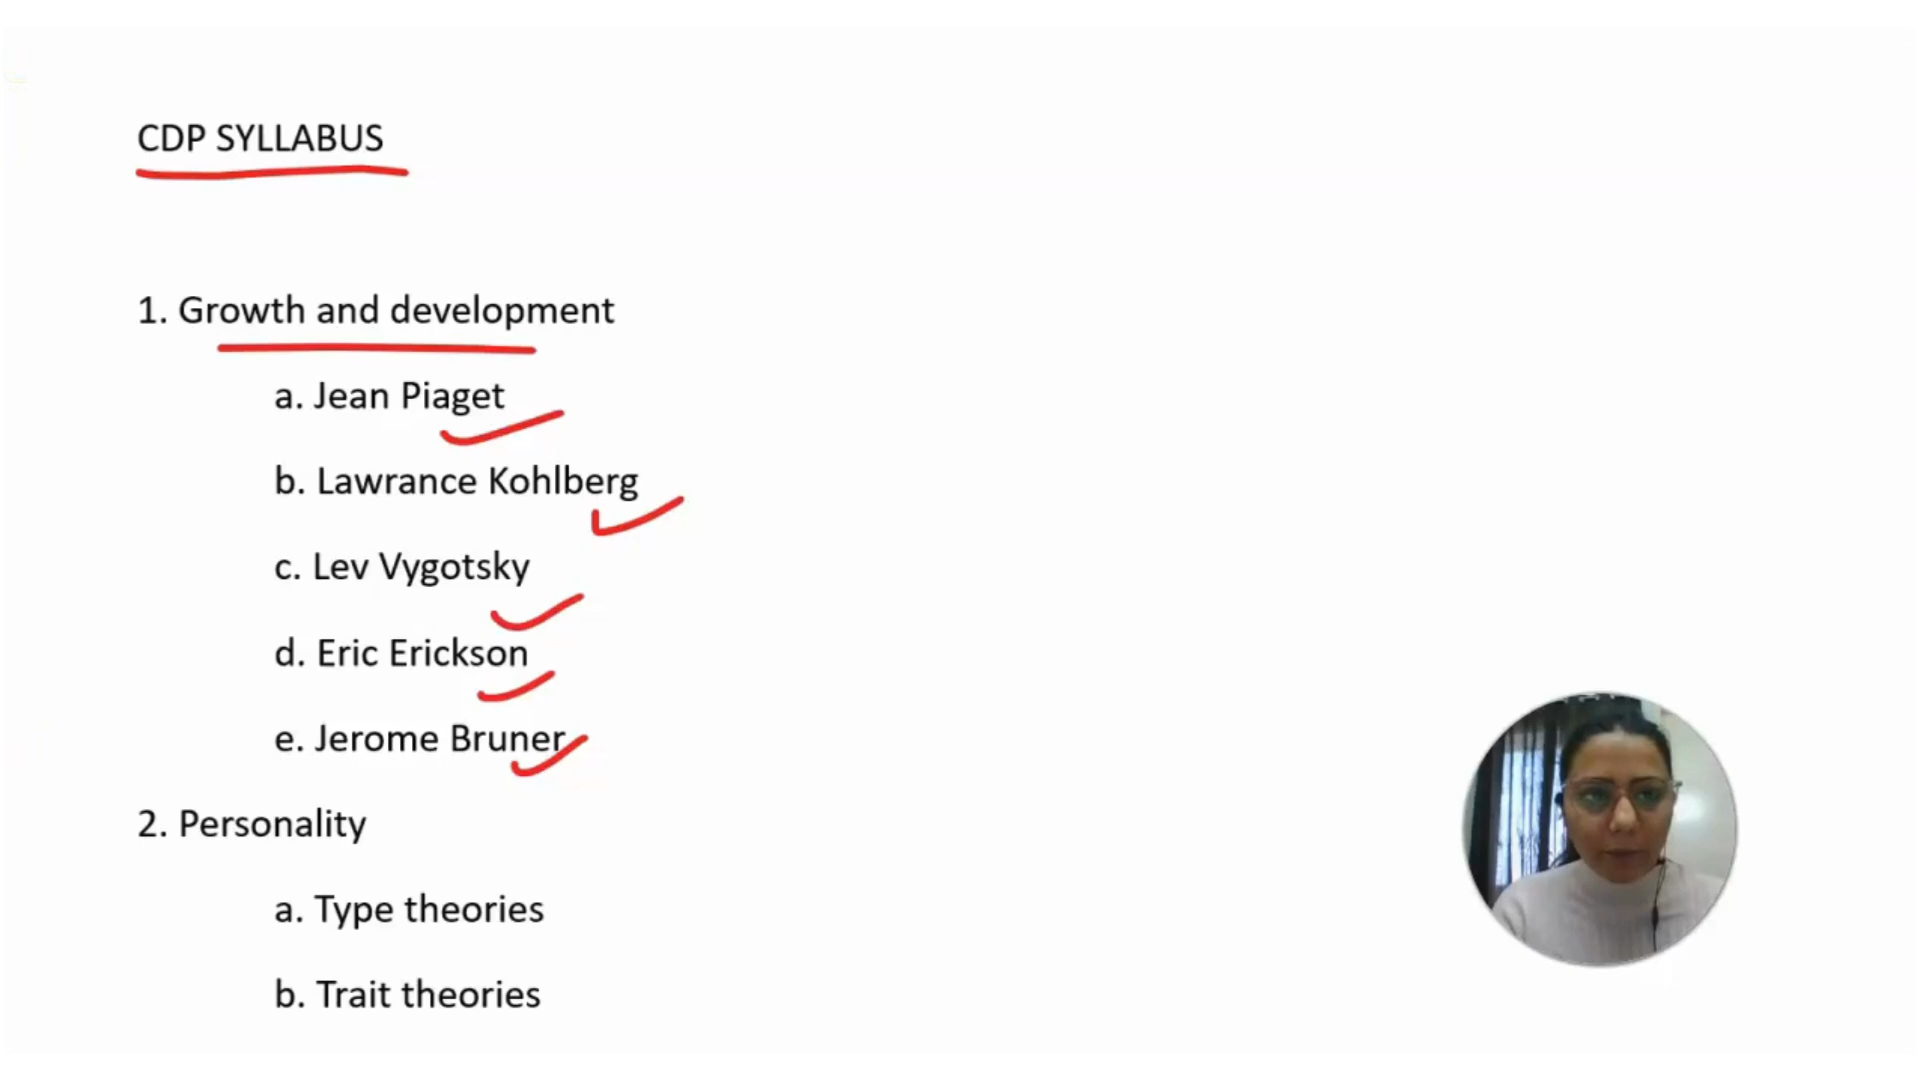 CDP SYLLABUS
1. Growth and development
a. Jean Piaget
b. Lawrance Kohlberg
c. Lev Vygotsky
d. Eric Erickson
e. Jerome Bruner
2. Personality
a. Type theories
b. Trait theories